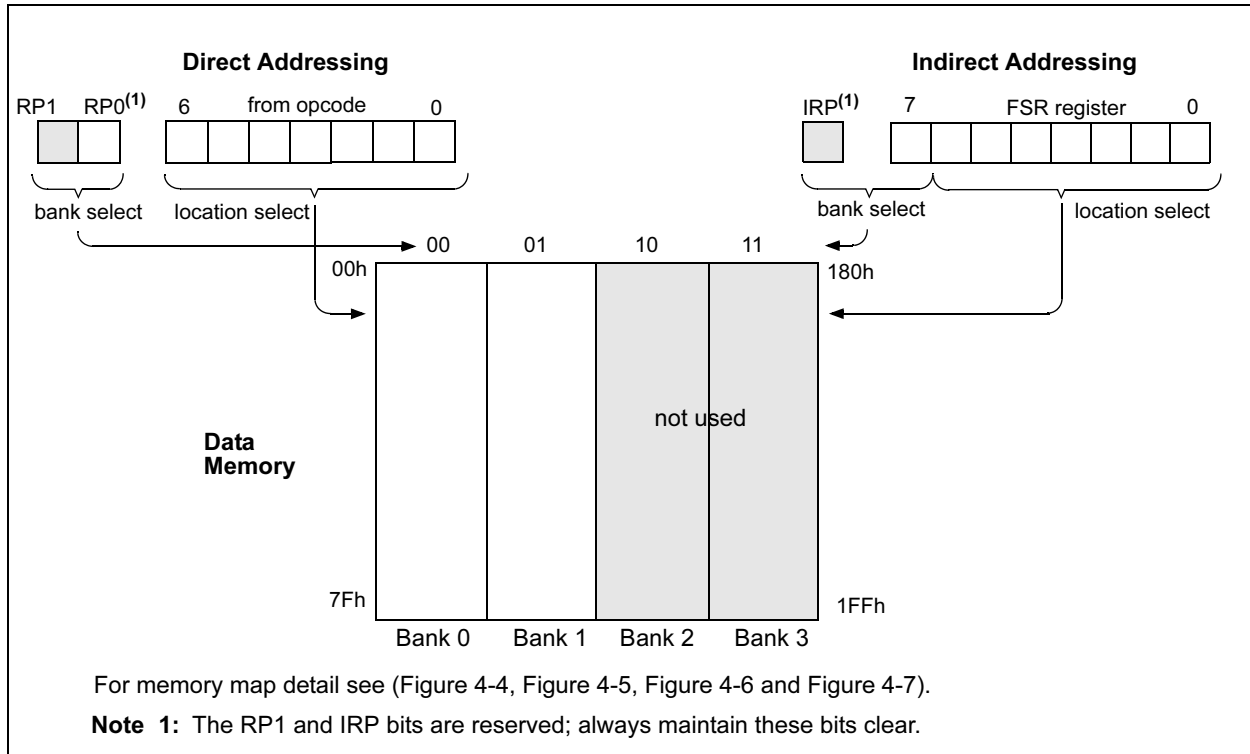 Direct Addressing
Indirect Addressing
RP1 RP0(1) 6 from opcode 0
IRP(1) 7 FSR register 0
bank select location select
bank select location select
00 01 10 11
00h 180h
not used
Data
Memory
7Fh 1FFh
Bank 0 Bank 1 Bank 2 Bank 3
For memory map detail see (Figure 4-4, Figure 4-5, Figure 4-6 and Figure 4-7).
Note 1: The RP1 and IRP bits are reserved; always maintain these bits clear.